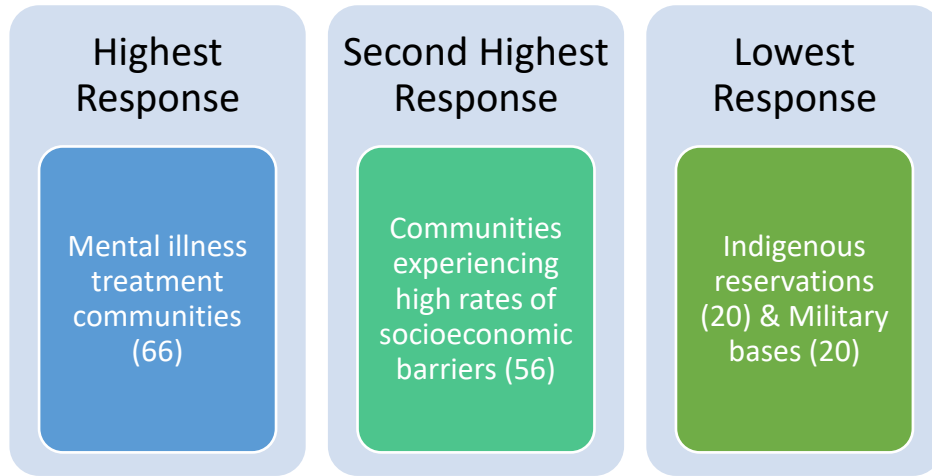 Highest
Response
Mental illness
treatment
communities
(66)
Second Highest
Response
Communities
experiencing
high rates of
socioeconomic
barriers (56)
Lowest
Response
Indigenous
reservations
(20) & Military
bases (20)